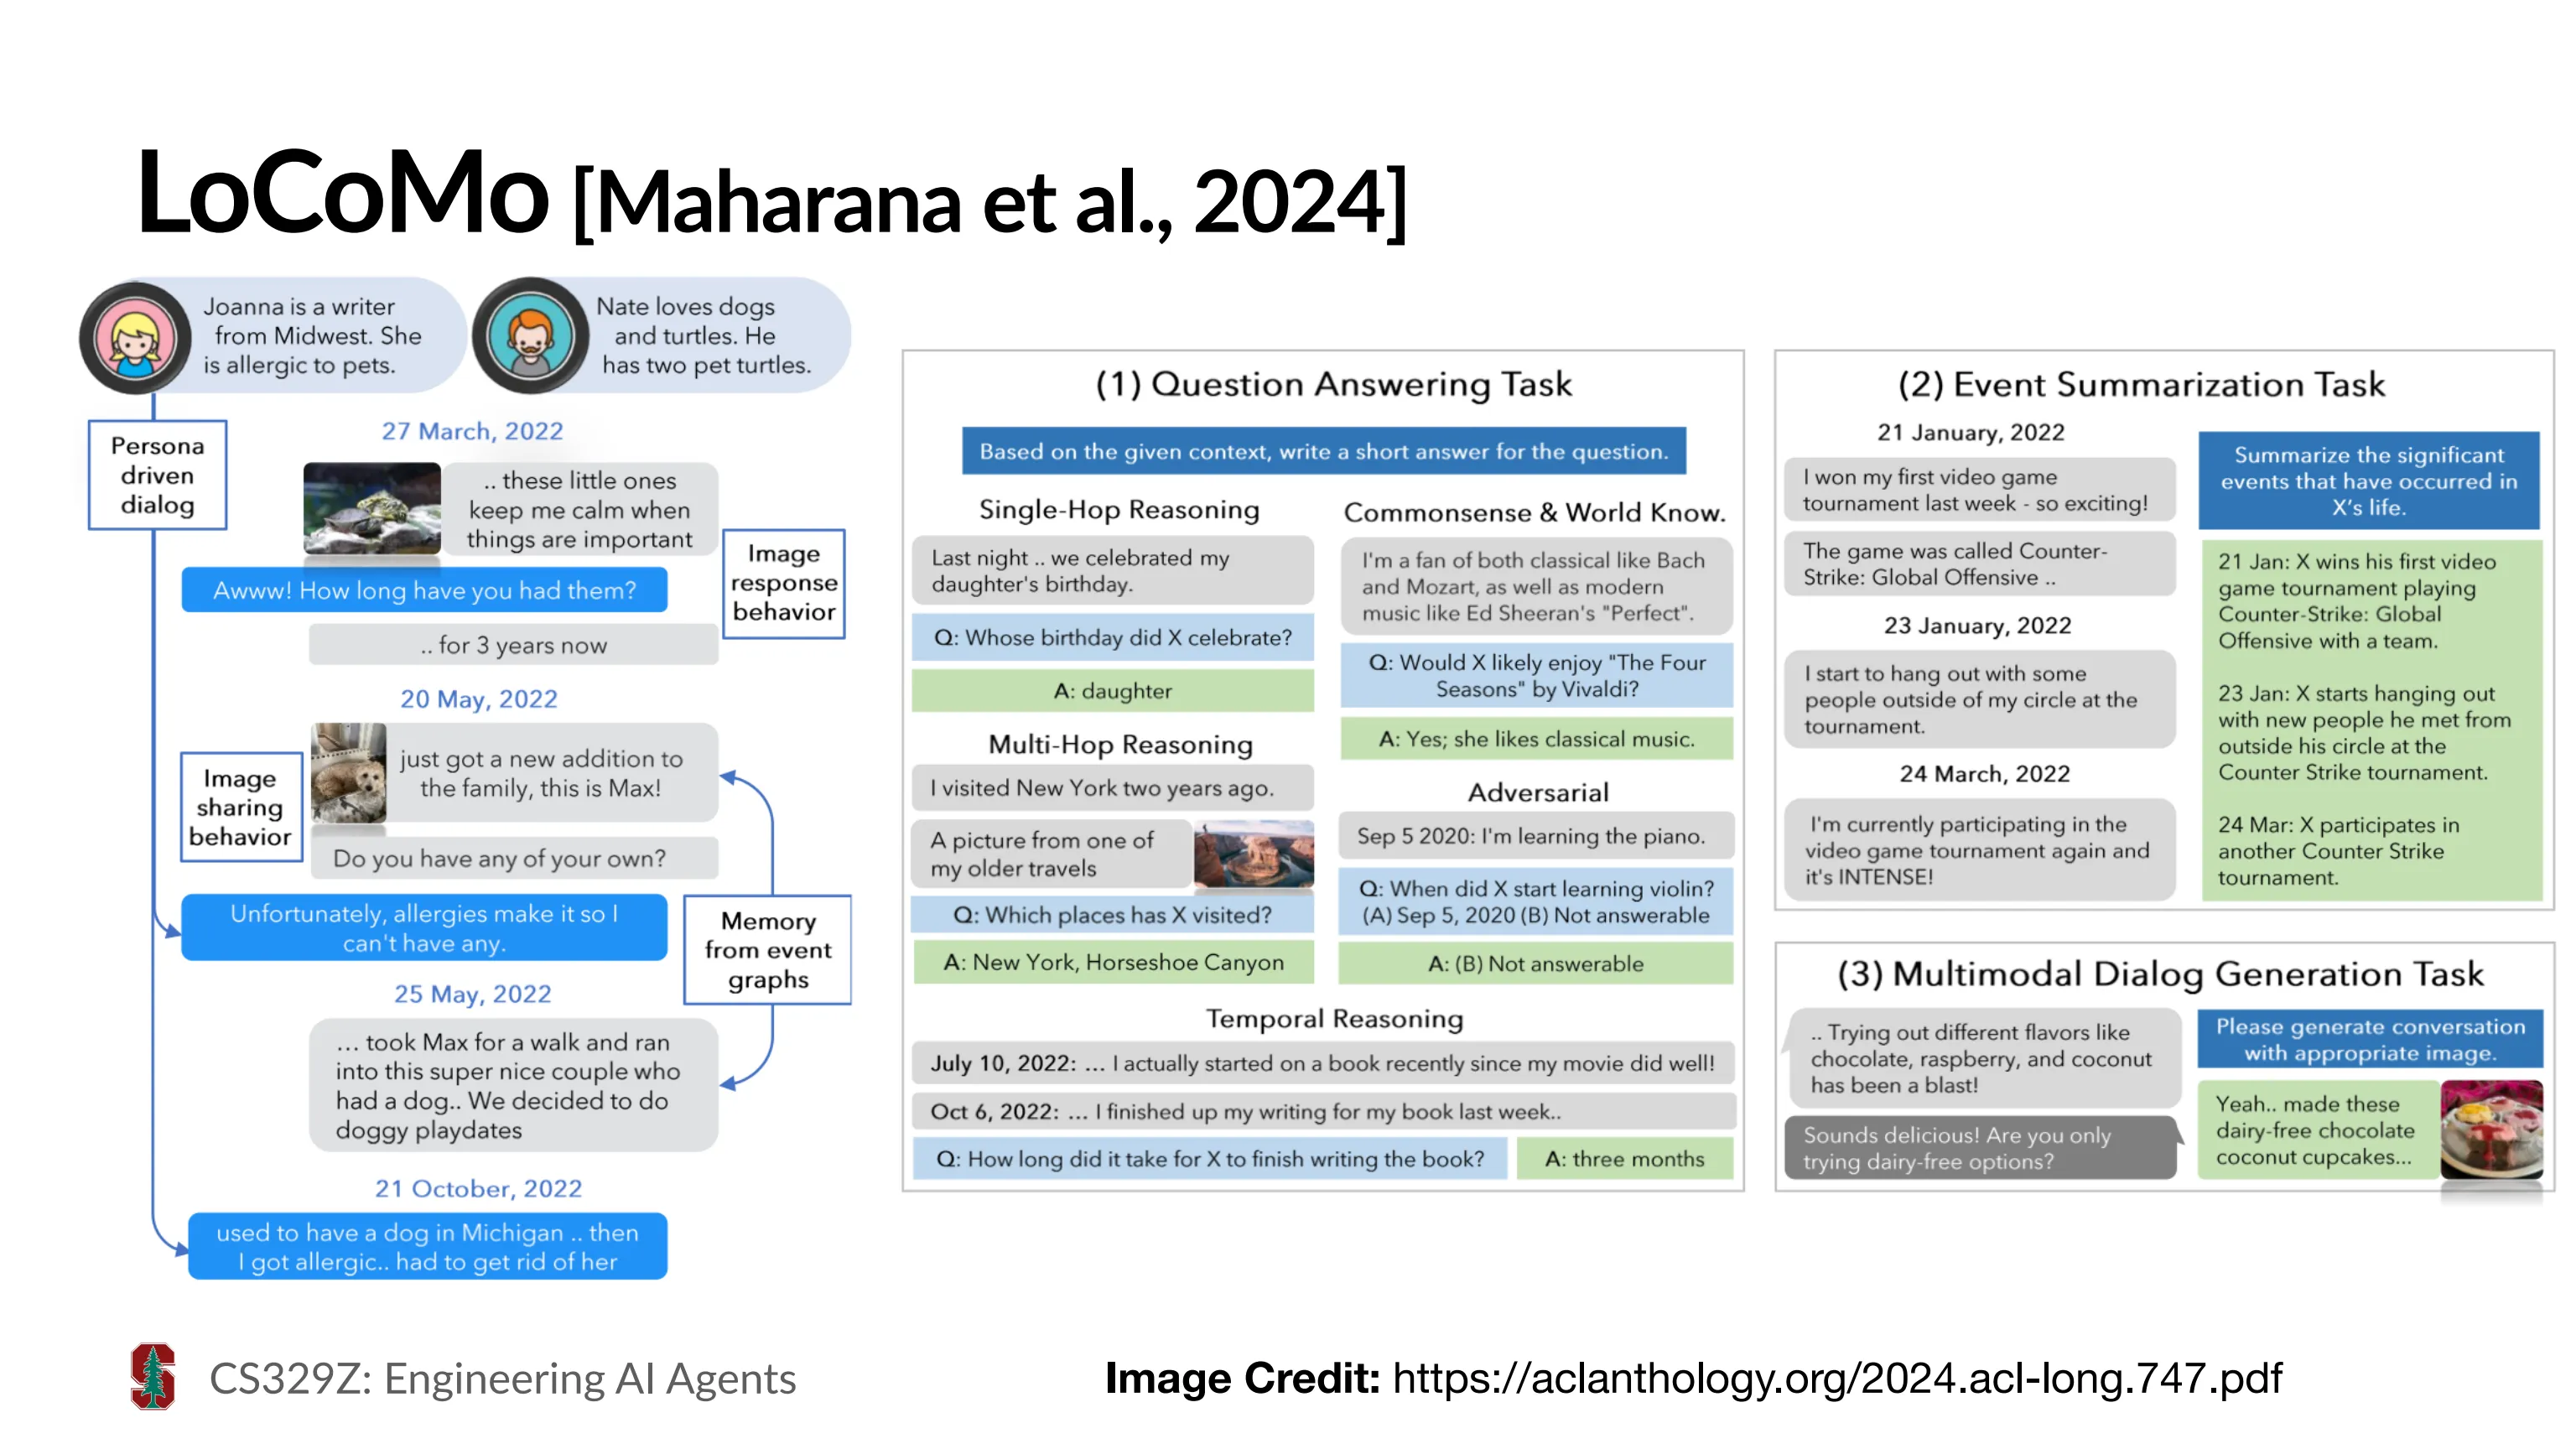 LoCoMo [Maharana et al., 2024]
Joanna is a writer
from Midwest. She
is allergic to pets.
Nate loves dogs
and turtles. He
has two pet turtles.
Persona
driven
dialog
27 March, 2022
.. these little ones
keep me calm when
things are important
Image
response
behavior
Awww! How long have you had them?
.. for 3 years now
20 May, 2022
Image
sharing
behavior
just got a new addition to
the family, this is Max!
Do you have any of your own?
Unfortunately, allergies make it so I
can't have any.
Memory
from event
graphs
25 May, 2022
... took Max for a walk and ran
into this super nice couple who
had a dog.. We decided to do
doggy playdates
21 October, 2022
used to have a dog in Michigan .. then
I got allergic.. had to get rid of her
(1) Question Answering Task
Based on the given context, write a short answer for the question.
Single-Hop Reasoning
Last night .. we celebrated my
daughter's birthday.
Q: Whose birthday did X celebrate?
A: daughter
Multi-Hop Reasoning
I visited New York two years ago.
A picture from one of
my older travels
Q: Which places has X visited?
A: New York, Horseshoe Canyon
Commonsense & World Know.
I'm a fan of both classical like Bach
and Mozart, as well as modern
music like Ed Sheeran's "Perfect".
Q: Would X likely enjoy "The Four
Seasons" by Vivaldi?
A: Yes; she likes classical music.
Adversarial
Sep 5 2020: I'm learning the piano.
Q: When did X start learning violin?
(A) Sep 5, 2020 (B) Not answerable
A: (B) Not answerable
Temporal Reasoning
July 10, 2022: ... I actually started on a book recently since my movie did well!
Oct 6, 2022: ... I finished up my writing for my book last week..
Q: How long did it take for X to finish writing the book?
A: three months
(2) Event Summarization Task
21 January, 2022
I won my first video game
tournament last week - so exciting!
The game was called Counter-
Strike: Global Offensive ..
23 January, 2022
I start to hang out with some
people outside of my circle at the
tournament.
24 March, 2022
I'm currently participating in the
video game tournament again and
it's INTENSE!
Summarize the significant
events that have occurred in
X's life.
21 Jan: X wins his first video
game tournament playing
Counter-Strike: Global
Offensive with a team.
23 Jan: X starts hanging out
with new people he met from
outside his circle at the
Counter Strike tournament.
24 Mar: X participates in
another Counter Strike
tournament.
(3) Multimodal Dialog Generation Task
.. Trying out different flavors like
chocolate, raspberry, and coconut
has been a blast!
Sounds delicious! Are you only
trying dairy-free options?
Please generate conversation
with appropriate image.
Yeah.. made these
dairy-free chocolate
coconut cupcakes...
CS329Z: Engineering AI Agents
Image Credit: https://aclanthology.org/2024.acl-long.747.pdf